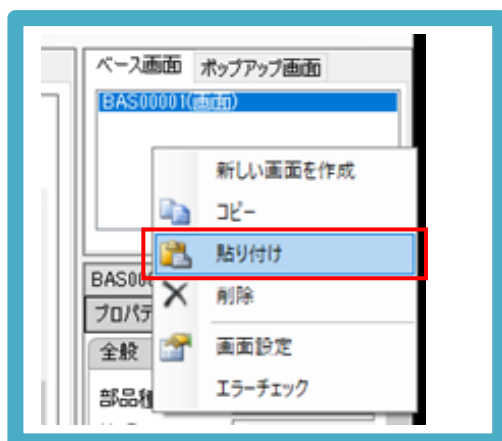 ベース画面 ポップアップ画面
BAS00001(画面)
新しい画面を作成
コピー
貼り付け
BAS00
削除
プロパテ
全般
画面設定
部品種
エラーチェック